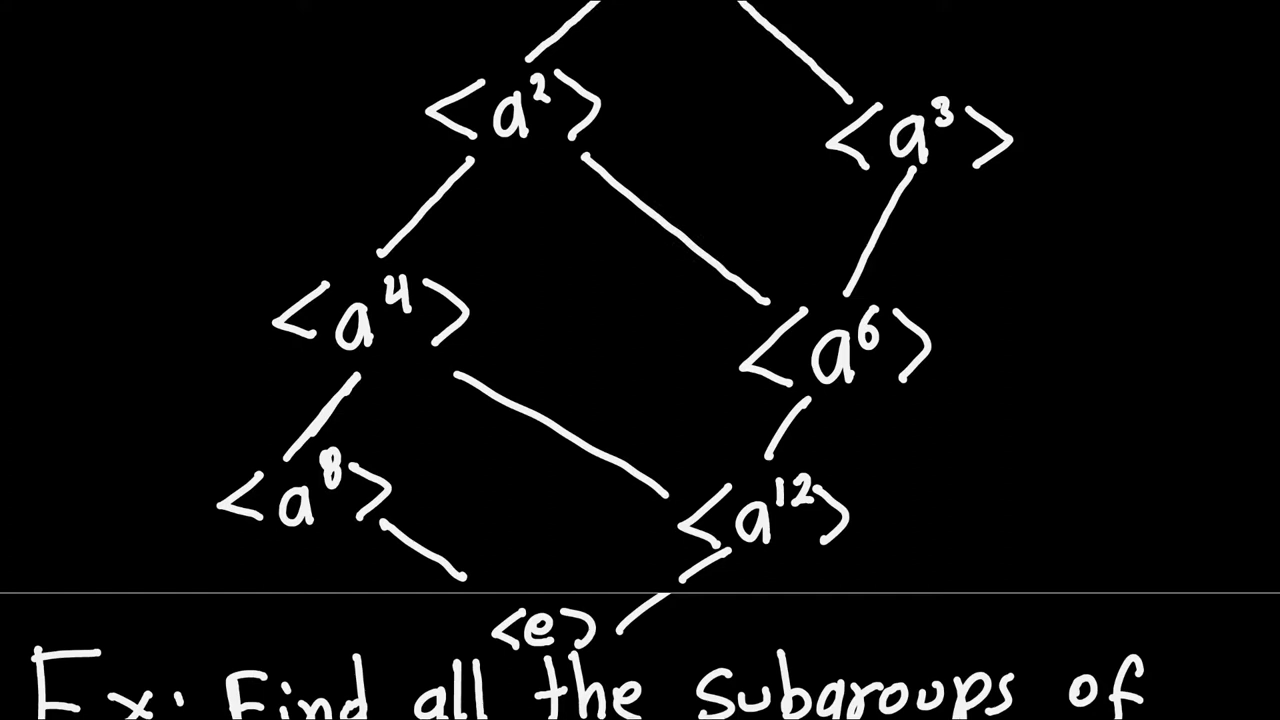 <a²>
<a³>
<a⁴>
<a⁶>
<a⁸>
<a¹²>
<e>
Ex: Find all the subgroups of